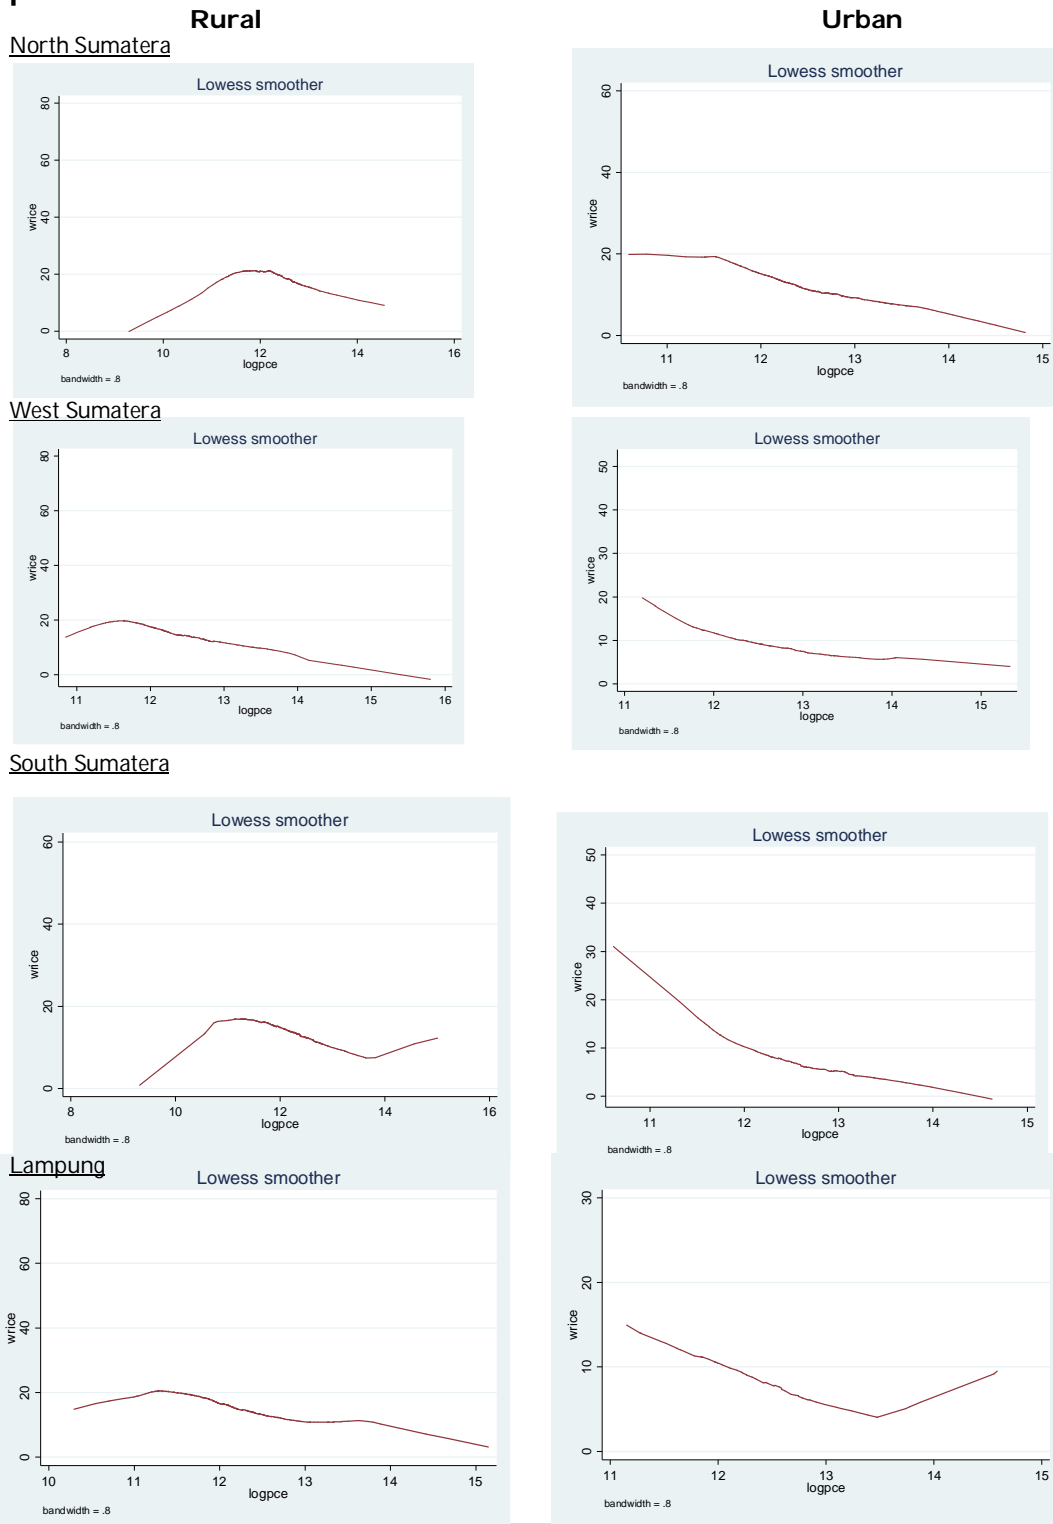 Rural Urban
North Sumatera
Lowess smoother
80
60
40
20
0
wrice
8 10 12 14 16
logpce
bandwidth = .8
Lowess smoother
60
40
20
0
wrice
11 12 13 14 15
logpce
bandwidth = .8
West Sumatera
Lowess smoother
80
60
40
20
0
wrice
11 12 13 14 15 16
logpce
bandwidth = .8
Lowess smoother
50
40
30
20
10
0
wrice
11 12 13 14 15
logpce
bandwidth = .8
South Sumatera
Lowess smoother
60
40
20
0
wrice
8 10 12 14 16
logpce
bandwidth = .8
Lowess smoother
50
40
30
20
10
0
wrice
11 12 13 14 15
logpce
bandwidth = .8
Lampung
Lowess smoother
80
60
40
20
0
wrice
10 11 12 13 14 15
logpce
bandwidth = .8
Lowess smoother
30
20
10
0
wrice
11 12 13 14 15
logpce
bandwidth = .8